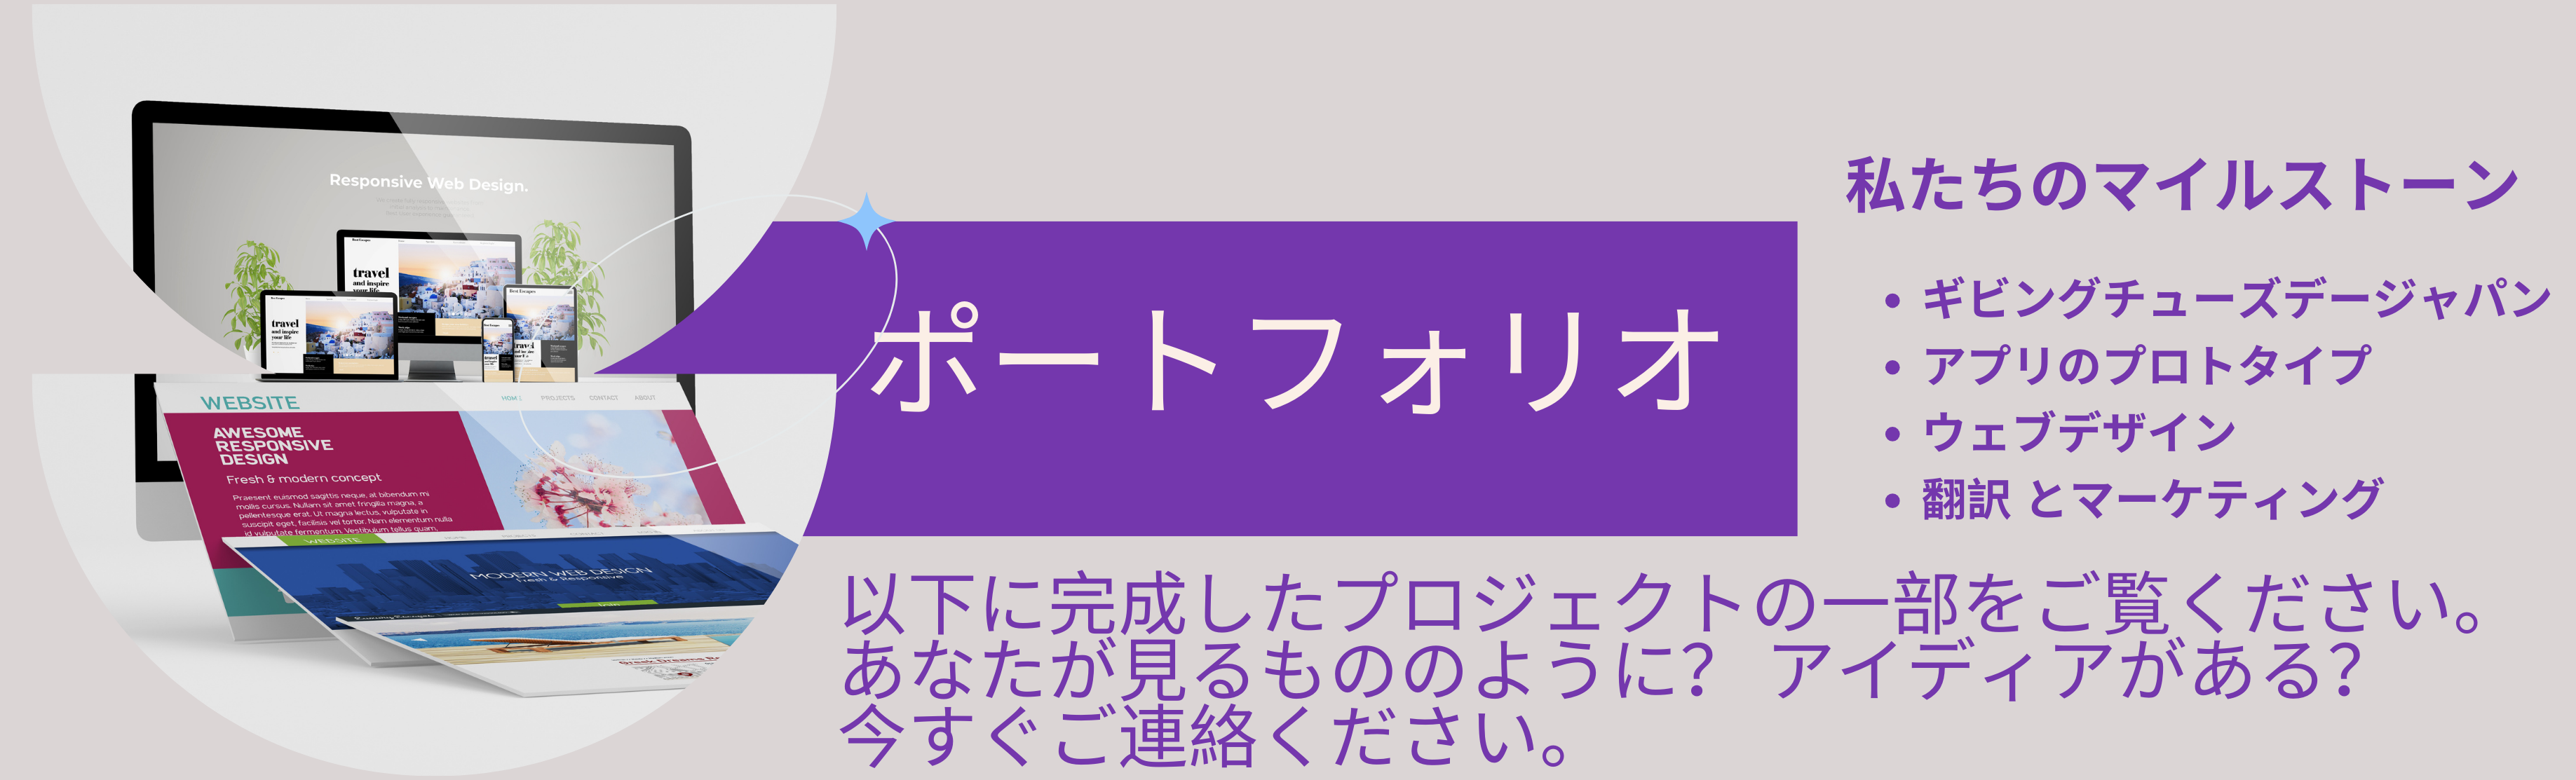 Responsive Web Design.
travel
and inspire
your life
travel
and inspire
your life
WEBSITE
HOME PROJECTS CONTACT ABOUT
AWESOME
RESPONSIVE
DESIGN
Fresh & modern concept
Praesent euismod sagittis neque, at bibendum mi
mollis cursus. Nullam sit amet fringilla magna, a
pellentesque erat. Ut magna lectus, vulputate in
suscipit eget, facilisis vel tortor. Nam elementum nulla
id vulputate fermentum. Vestibulum tellus quam,
WEBSITE
MODERN WEB DESIGN
Fresh & Responsive
ポートフォリオ
私たちのマイルストーン
• ギビングチューズデージャパン
• アプリのプロトタイプ
• ウェブデザイン
• 翻訳 とマーケティング
以下に完成したプロジェクトの一部をご覧ください。
あなたが見るもののように？ アイディアがある？
今すぐご連絡ください。